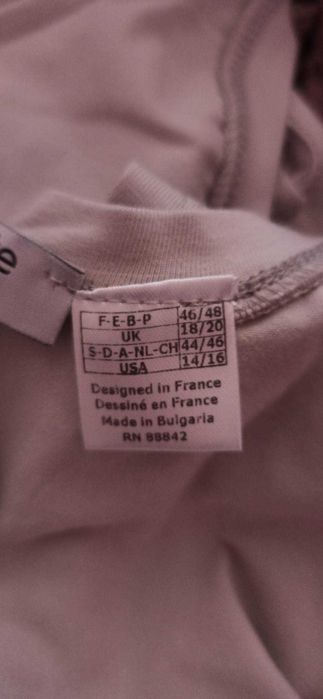 F-E-B-P 46/48
UK 18/20
S-D-A-NL-CH 44/46
USA 14/16
Designed in France
Dessiné en France
Made in Bulgaria
RN 88842